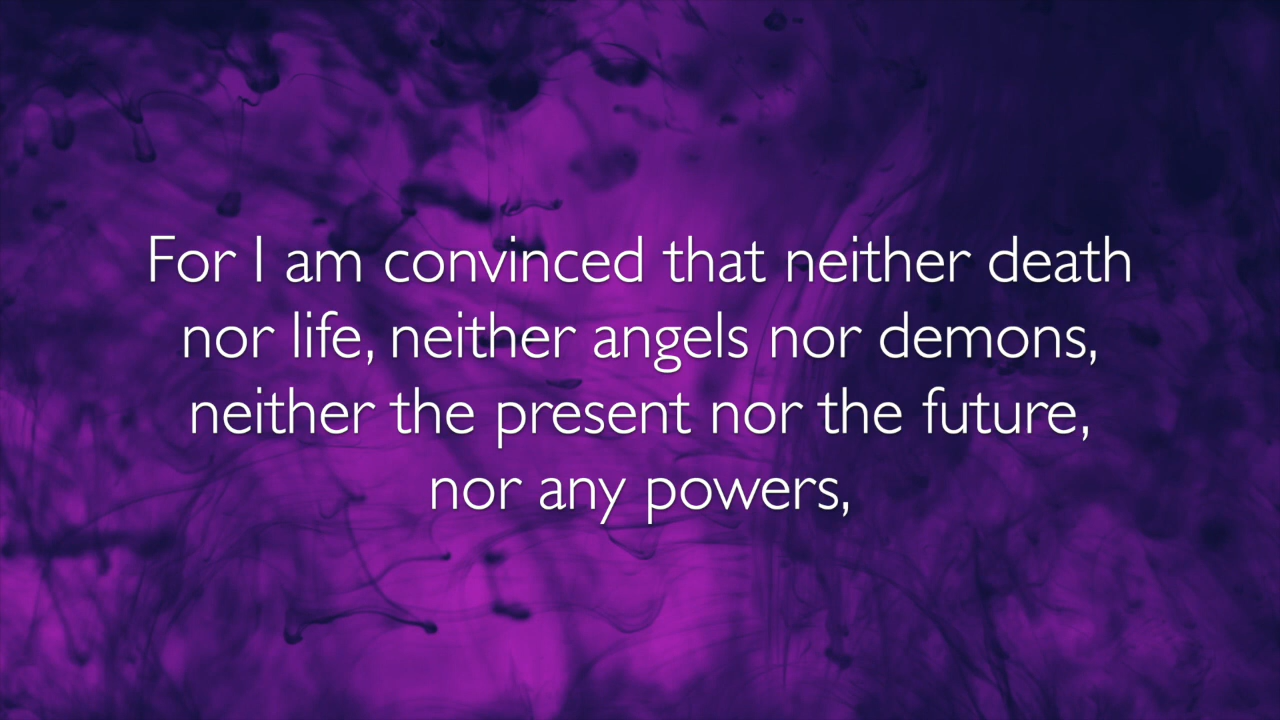 For I am convinced that neither death
nor life, neither angels nor demons,
neither the present nor the future,
nor any powers,